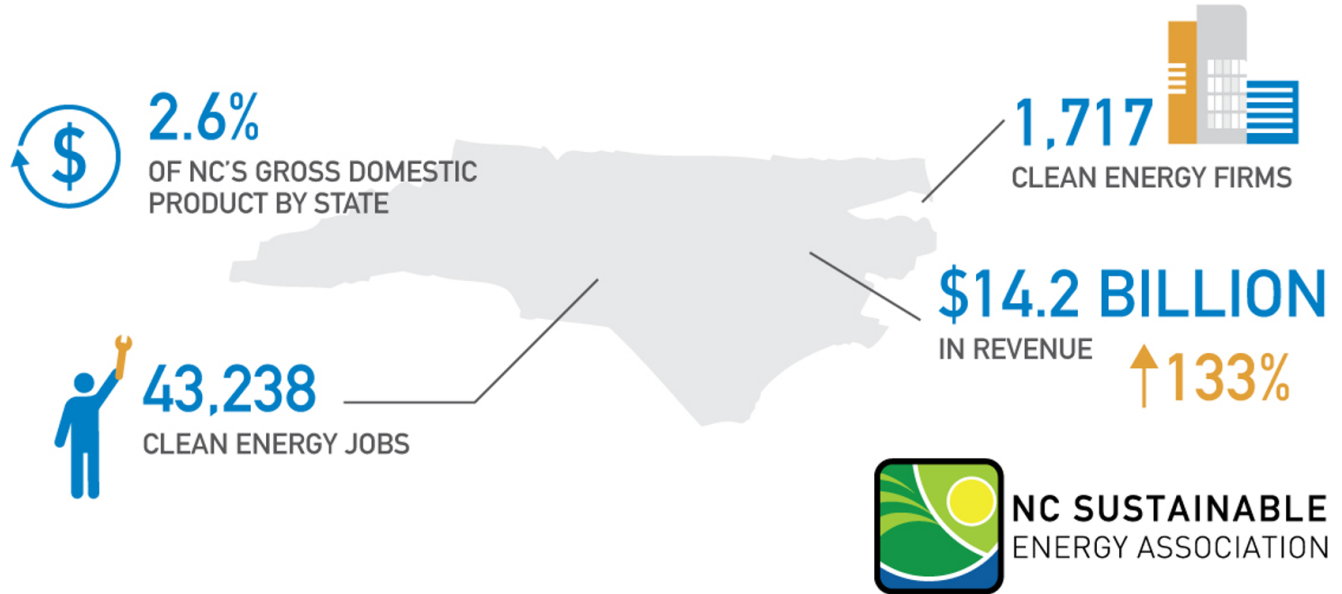 $
2.6%
OF NC'S GROSS DOMESTIC
PRODUCT BY STATE
1,717
CLEAN ENERGY FIRMS
$14.2 BILLION
IN REVENUE
133%
43,238
CLEAN ENERGY JOBS
NC SUSTAINABLE
ENERGY ASSOCIATION